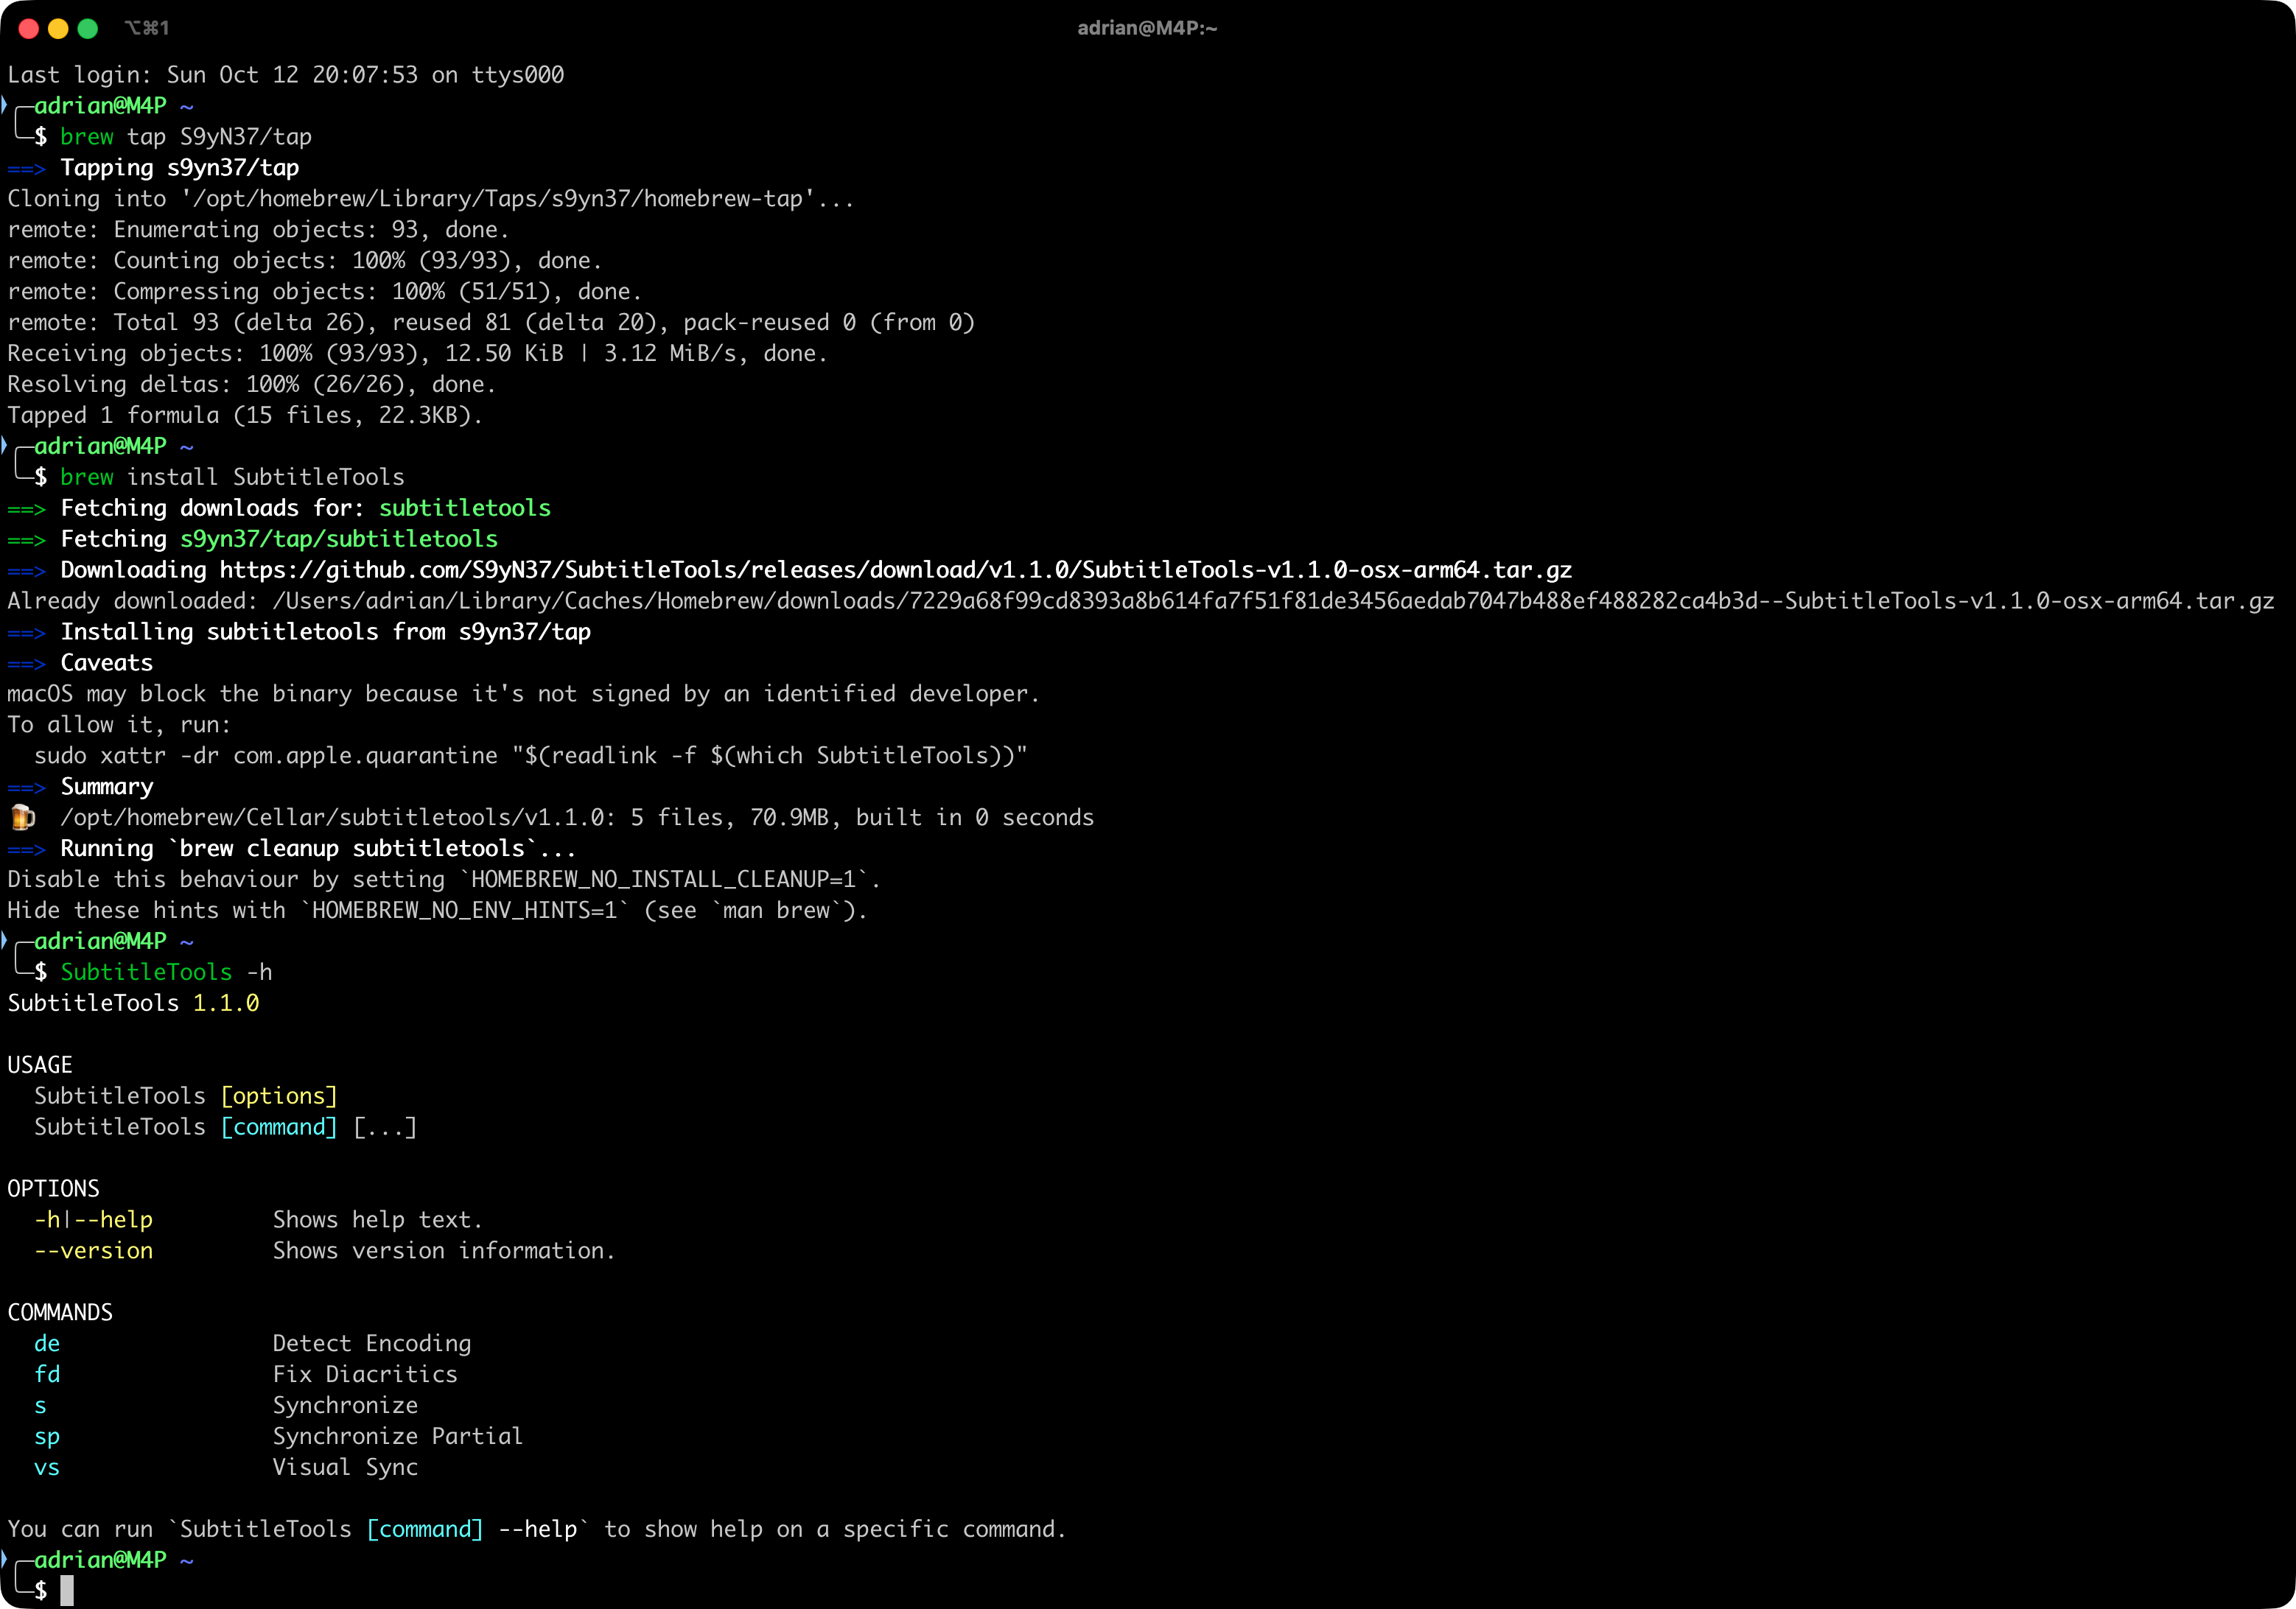 ⌥⌘1
adrian@M4P:~
Last login: Sun Oct 12 20:07:53 on ttys000
╭─adrian@M4P ~
╰─$ brew tap S9yN37/tap
==> Tapping s9yn37/tap
Cloning into '/opt/homebrew/Library/Taps/s9yn37/homebrew-tap'...
remote: Enumerating objects: 93, done.
remote: Counting objects: 100% (93/93), done.
remote: Compressing objects: 100% (51/51), done.
remote: Total 93 (delta 26), reused 81 (delta 20), pack-reused 0 (from 0)
Receiving objects: 100% (93/93), 12.50 KiB | 3.12 MiB/s, done.
Resolving deltas: 100% (26/26), done.
Tapped 1 formula (15 files, 22.3KB).
╭─adrian@M4P ~
╰─$ brew install SubtitleTools
==> Fetching downloads for: subtitletools
==> Fetching s9yn37/tap/subtitletools
==> Downloading https://github.com/S9yN37/SubtitleTools/releases/download/v1.1.0/SubtitleTools-v1.1.0-osx-arm64.tar.gz
Already downloaded: /Users/adrian/Library/Caches/Homebrew/downloads/7229a68f99cd8393a8b614fa7f51f81de3456aedab7047b488ef488282ca4b3d--SubtitleTools-v1.1.0-osx-arm64.tar.gz
==> Installing subtitletools from s9yn37/tap
==> Caveats
macOS may block the binary because it's not signed by an identified developer.
To allow it, run:
  sudo xattr -dr com.apple.quarantine "$(readlink -f $(which SubtitleTools))"
==> Summary
🍺  /opt/homebrew/Cellar/subtitletools/v1.1.0: 5 files, 70.9MB, built in 0 seconds
==> Running `brew cleanup subtitletools`...
Disable this behaviour by setting `HOMEBREW_NO_INSTALL_CLEANUP=1`.
Hide these hints with `HOMEBREW_NO_ENV_HINTS=1` (see `man brew`).
╭─adrian@M4P ~
╰─$ SubtitleTools -h
SubtitleTools 1.1.0
USAGE
  SubtitleTools [options]
  SubtitleTools [command] [...]
OPTIONS
  -h|--help         Shows help text.
  --version         Shows version information.
COMMANDS
  de                Detect Encoding
  fd                Fix Diacritics
  s                 Synchronize
  sp                Synchronize Partial
  vs                Visual Sync
You can run `SubtitleTools [command] --help` to show help on a specific command.
╭─adrian@M4P ~
╰─$